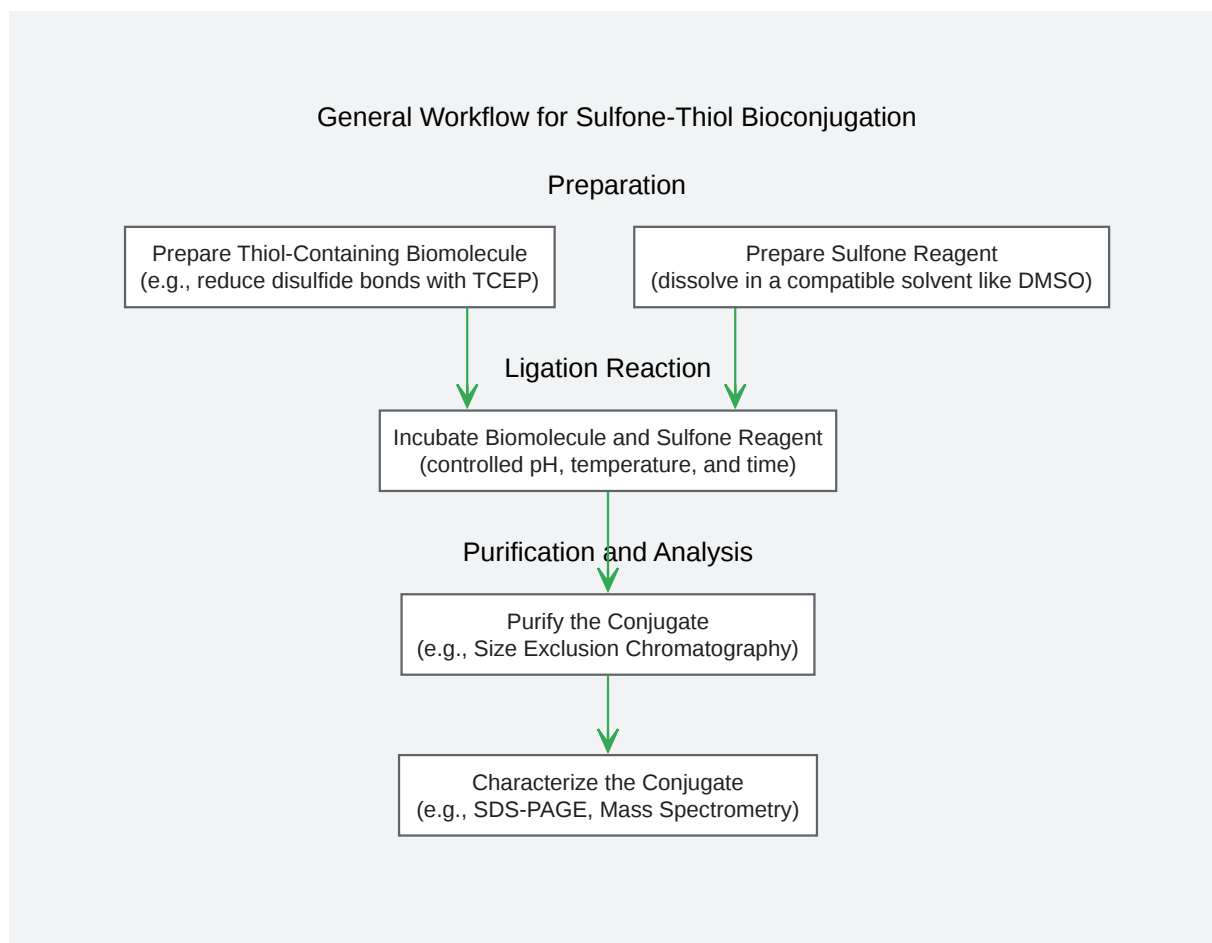 General Workflow for Sulfone-Thiol Bioconjugation
Preparation
Prepare Thiol-Containing Biomolecule
(e.g., reduce disulfide bonds with TCEP)
Prepare Sulfone Reagent
(dissolve in a compatible solvent like DMSO)
Ligation Reaction
Incubate Biomolecule and Sulfone Reagent
(controlled pH, temperature, and time)
Purification and Analysis
Purify the Conjugate
(e.g., Size Exclusion Chromatography)
Characterize the Conjugate
(e.g., SDS-PAGE, Mass Spectrometry)